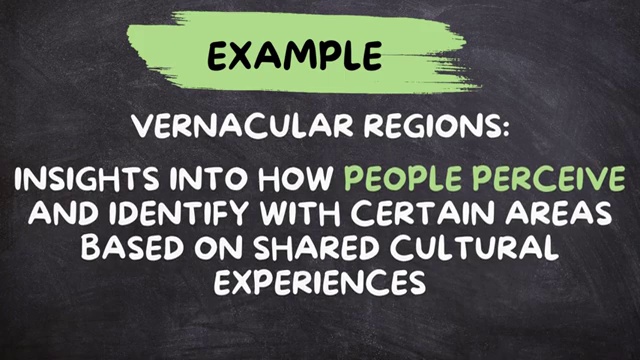 EXAMPLE
VERNACULAR REGIONS:
INSIGHTS INTO HOW PEOPLE PERCEIVE
AND IDENTIFY WITH CERTAIN AREAS
BASED ON SHARED CULTURAL
EXPERIENCES